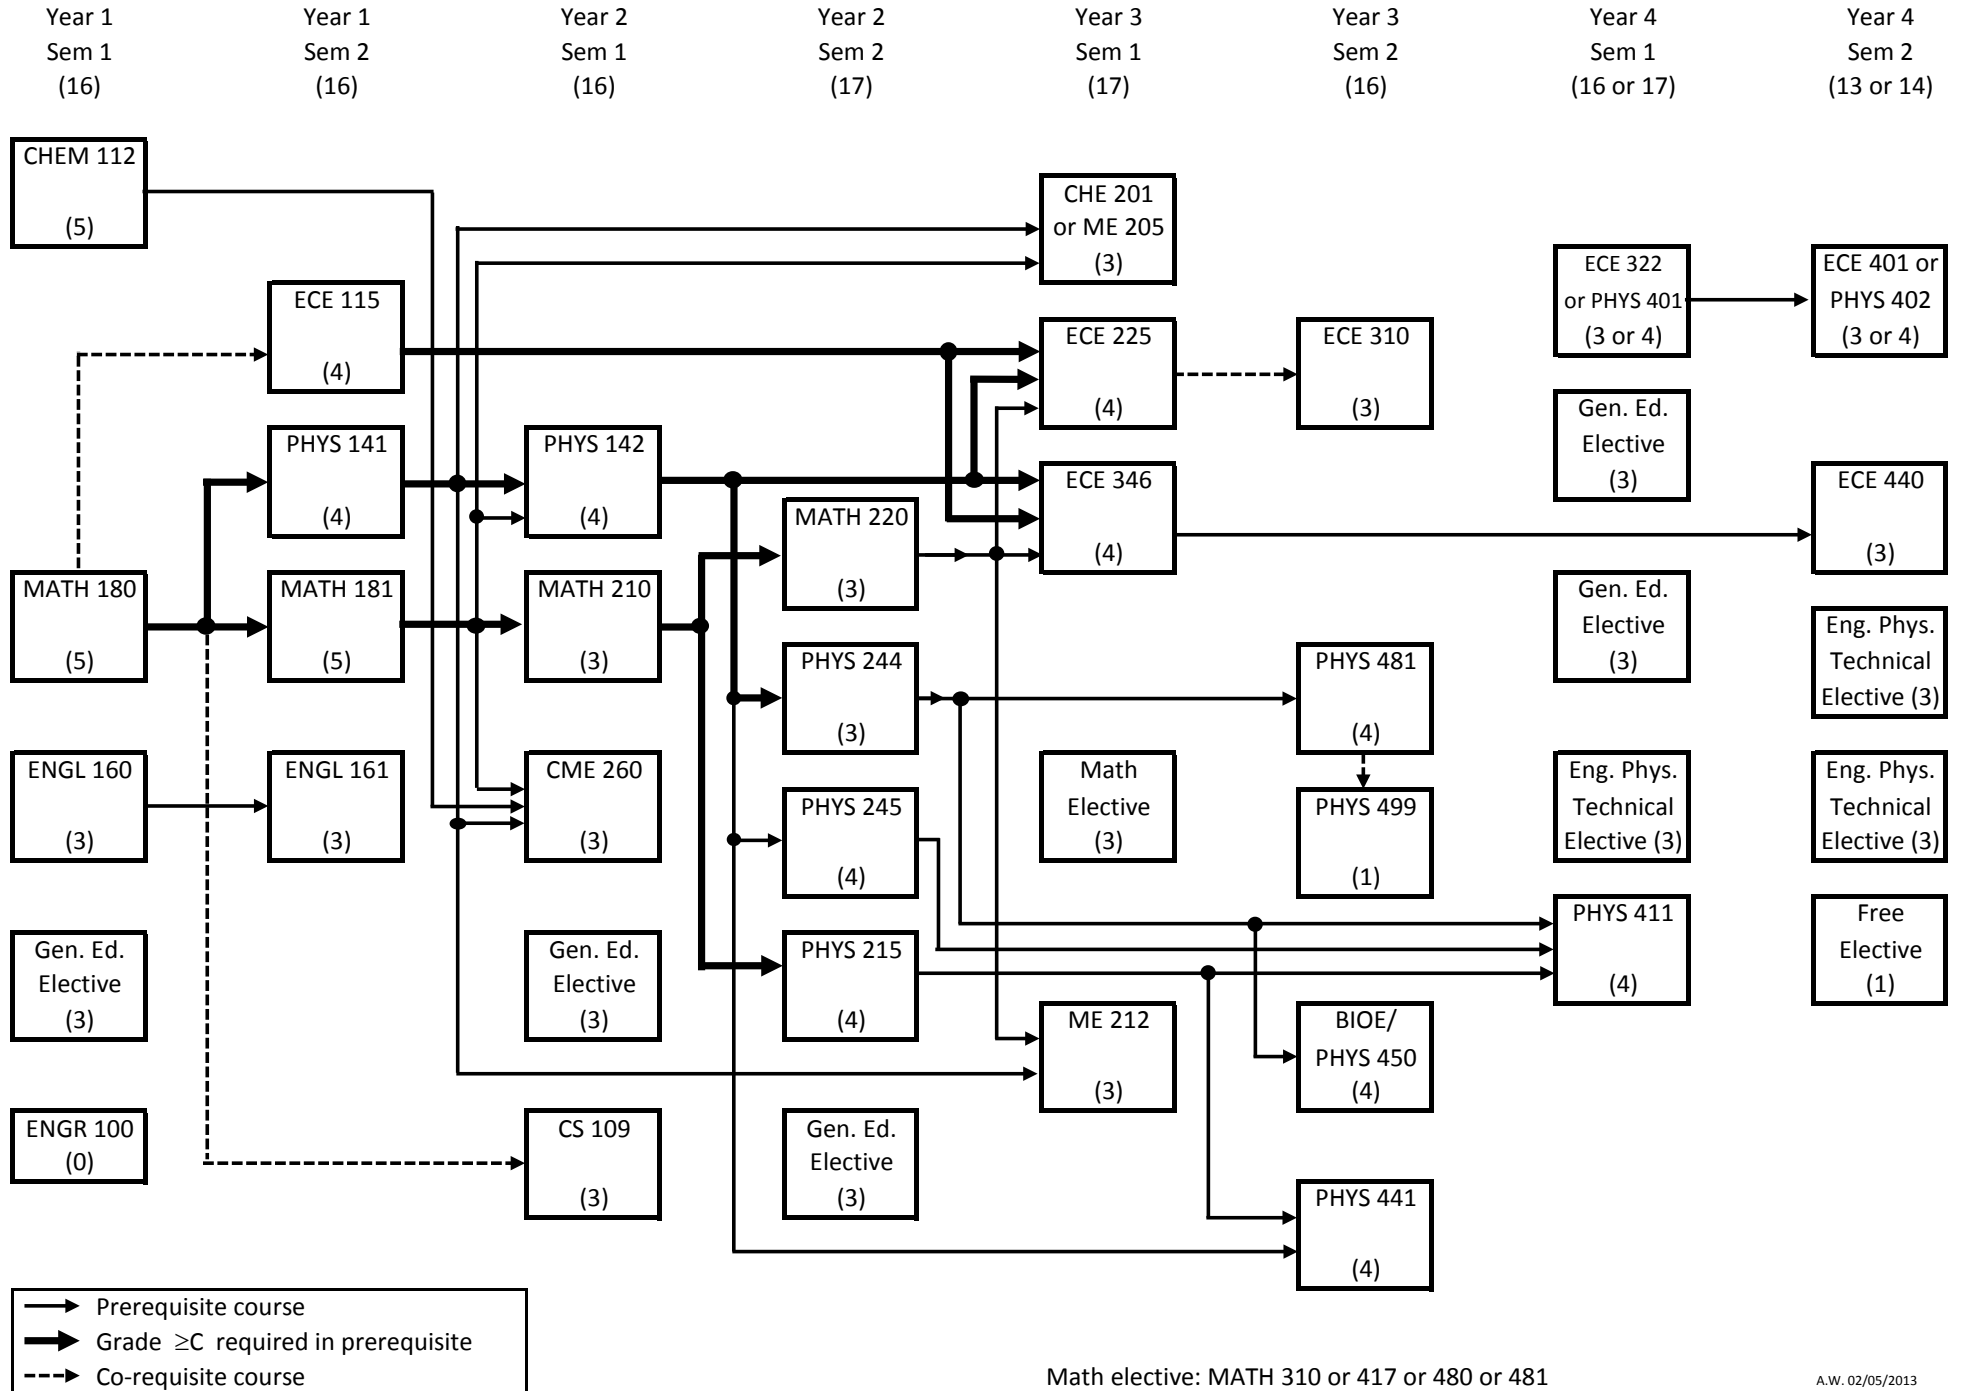 Year 1
Sem 1
(16)
Year 1
Sem 2
(16)
Year 2
Sem 1
(16)
Year 2
Sem 2
(17)
Year 3
Sem 1
(17)
Year 3
Sem 2
(16)
Year 4
Sem 1
(16 or 17)
Year 4
Sem 2
(13 or 14)
CHEM 112
(5)
MATH 180
(5)
ENGL 160
(3)
Gen. Ed.
Elective
(3)
ENGR 100
(0)
ECE 115
(4)
PHYS 141
(4)
MATH 181
(5)
ENGL 161
(3)
PHYS 142
(4)
MATH 210
(3)
CME 260
(3)
Gen. Ed.
Elective
(3)
CS 109
(3)
MATH 220
(3)
PHYS 244
(3)
PHYS 245
(4)
PHYS 215
(4)
Gen. Ed.
Elective
(3)
CHE 201
or ME 205
(3)
ECE 225
(4)
ECE 346
(4)
Math
Elective
(3)
ME 212
(3)
ECE 310
(3)
PHYS 481
(4)
PHYS 499
(1)
BIOE/
PHYS 450
(4)
PHYS 441
(4)
ECE 322
or PHYS 401
(3 or 4)
Gen. Ed.
Elective
(3)
Gen. Ed.
Elective
(3)
Eng. Phys.
Technical
Elective (3)
PHYS 411
(4)
ECE 401 or
PHYS 402
(3 or 4)
ECE 440
(3)
Eng. Phys.
Technical
Elective (3)
Eng. Phys.
Technical
Elective (3)
Free
Elective
(1)
Prerequisite course
Grade ≥C required in prerequisite
Co-requisite course
Math elective: MATH 310 or 417 or 480 or 481
A.W. 02/05/2013